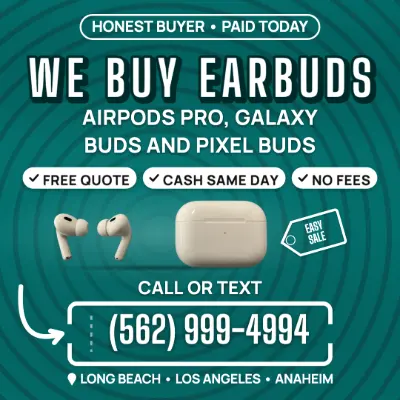 HONEST BUYER • PAID TODAY
WE BUY EARBUDS
AIRPODS PRO, GALAXY
BUDS AND PIXEL BUDS
✓ FREE QUOTE ✓ CASH SAME DAY ✓ NO FEES
EASY
SALE
CALL OR TEXT
(562) 999-4994
LONG BEACH • LOS ANGELES • ANAHEIM